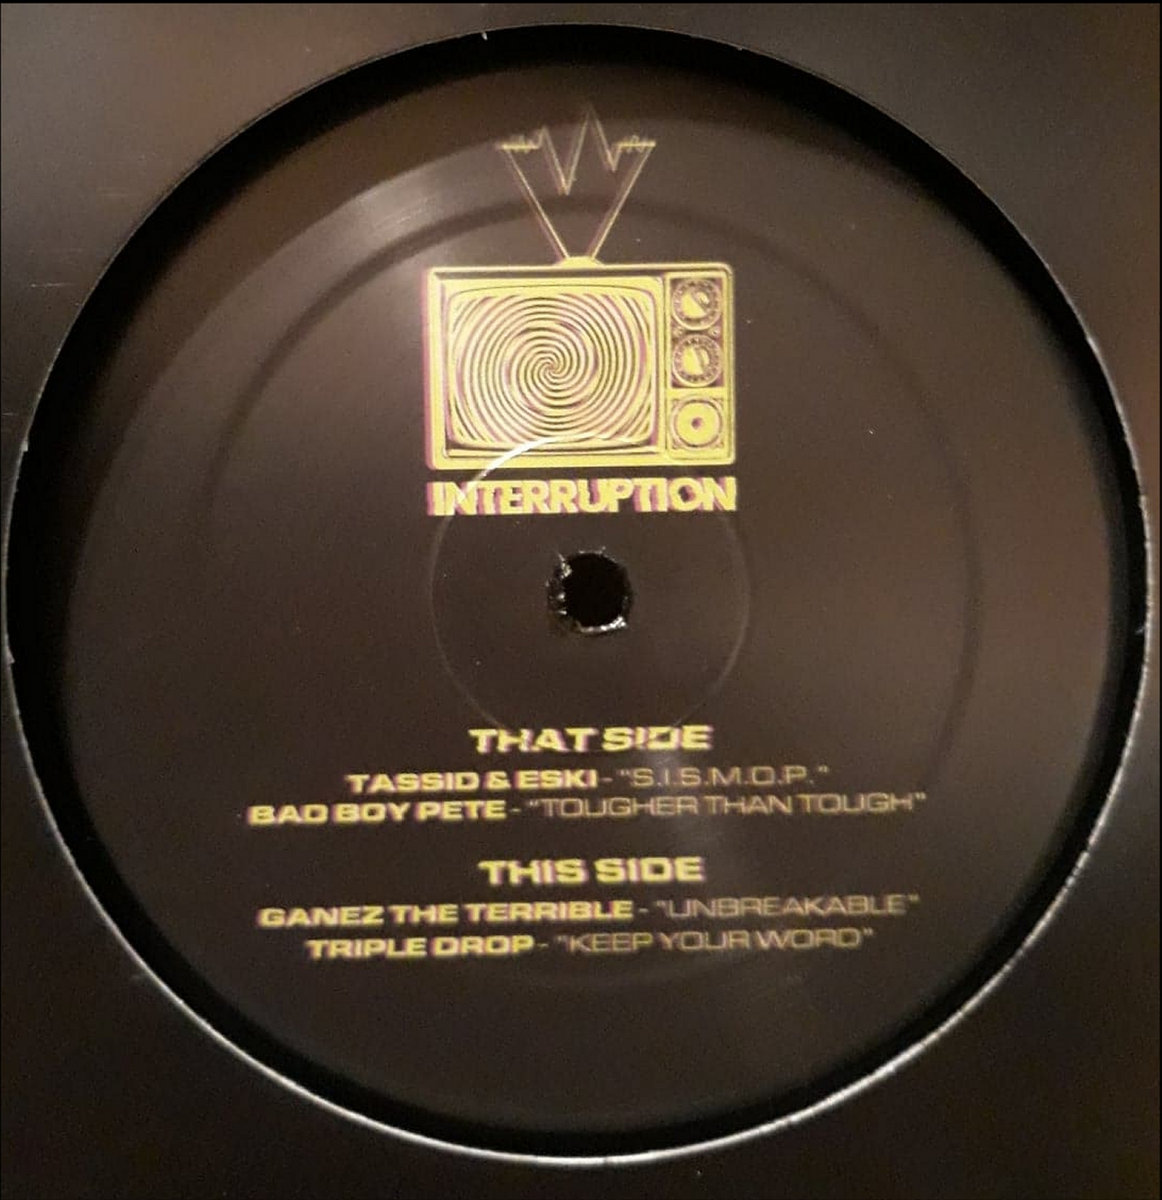 INTERRUPTION
THAT SIDE
TASSID & ESKI - "S.I.S.M.O.P."
BAD BOY PETE - "TOUGHER THAN TOUGH"
THIS SIDE
GANEZ THE TERRIBLE - "UNBREAKABLE"
TRIPLE DROP - "KEEP YOUR WORD"